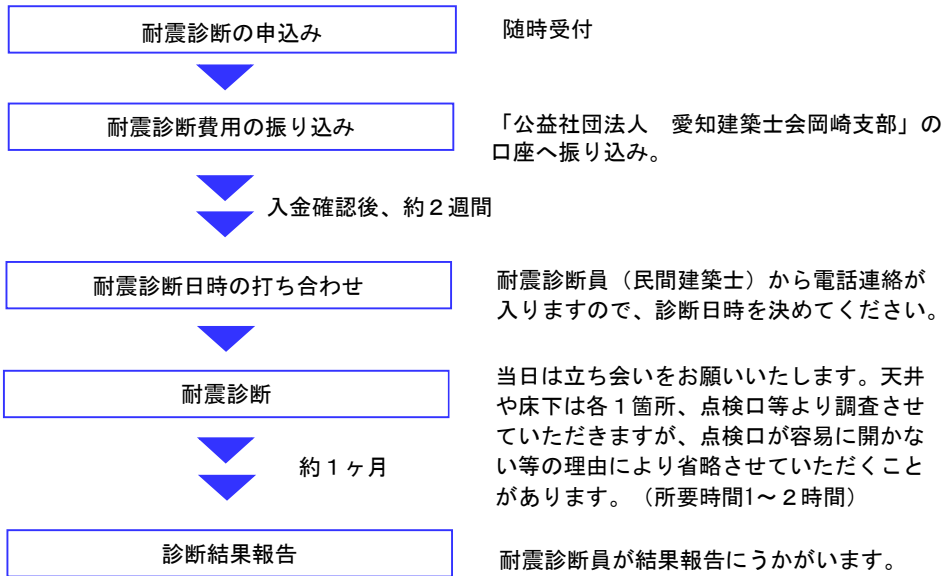 耐震診断の申込み
随時受付
耐震診断費用の振り込み
「公益社団法人　愛知建築士会岡崎支部」の
口座へ振り込み。
入金確認後、約２週間
耐震診断日時の打ち合わせ
耐震診断員（民間建築士）から電話連絡が
入りますので、診断日時を決めてください。
耐震診断
当日は立ち会いをお願いいたします。天井
や床下は各１箇所、点検口等より調査させ
ていただきますが、点検口が容易に開かな
い等の理由により省略させていただくこと
があります。（所要時間1～２時間）
約１ヶ月
診断結果報告
耐震診断員が結果報告にうかがいます。